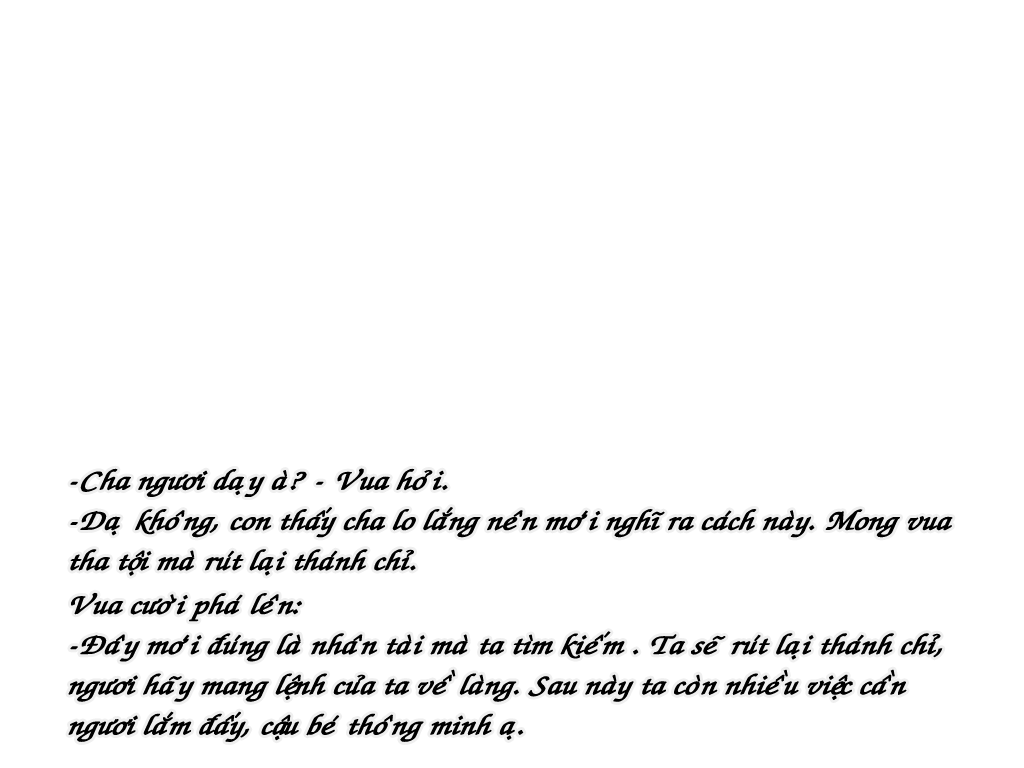 -Cha ngươi dạy à? - Vua hỏi.
-Dạ không, con thấy cha lo lắng nên mới nghĩ ra cách này. Mong vua
tha tội mà rút lại thánh chỉ.
Vua cười phá lên:
-Đây mới đúng là nhân tài mà ta tìm kiếm . Ta sẽ rút lại thánh chỉ,
ngươi hãy mang lệnh của ta về làng. Sau này ta còn nhiều việc cần
ngươi lắm đấy, cậu bé thông minh ạ.